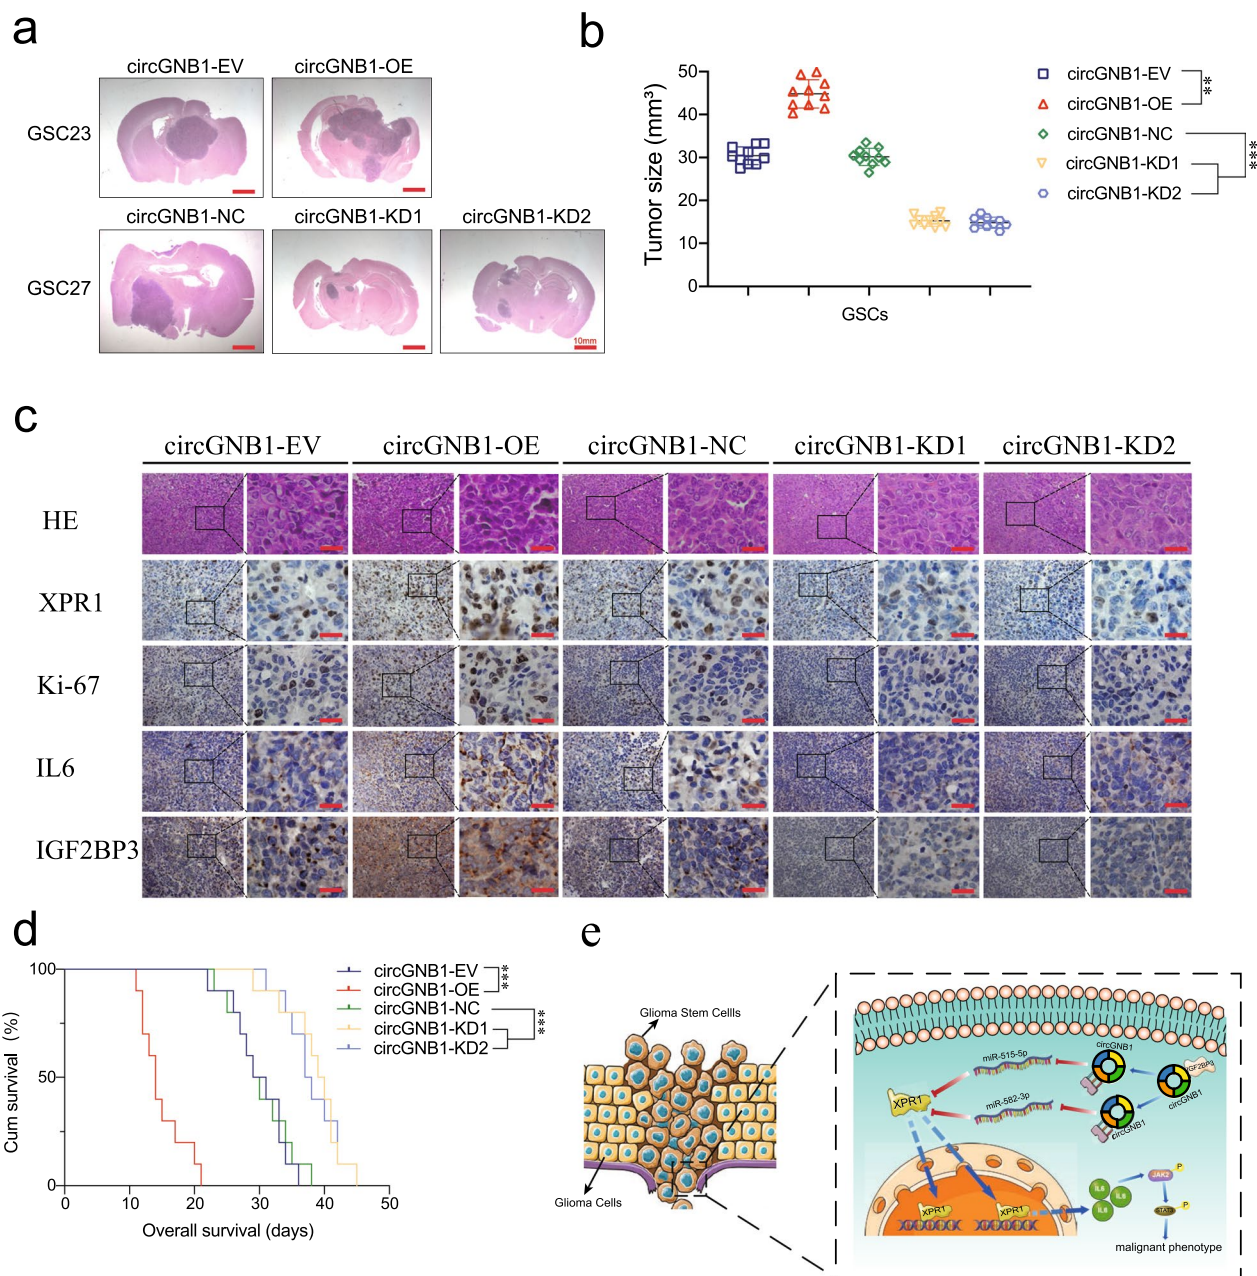 a
circGNB1-EV
circGNB1-OE
GSC23
circGNB1-NC
circGNB1-KD1
circGNB1-KD2
GSC27
10mm
b
Tumor size (mm³)
50
40
30
20
10
0
GSCs
circGNB1-EV
circGNB1-OE
**
circGNB1-NC
circGNB1-KD1
circGNB1-KD2
***
c
circGNB1-EV
circGNB1-OE
circGNB1-NC
circGNB1-KD1
circGNB1-KD2
HE
XPR1
Ki-67
IL6
IGF2BP3
d
Cum survival (%)
100
50
0
0
10
20
30
40
50
Overall survival (days)
circGNB1-EV
circGNB1-OE
***
circGNB1-NC
circGNB1-KD1
circGNB1-KD2
***
e
Glioma Stem Cellls
Glioma Cells
miR-515-5p
circGNB1
circGNB1
miR-582-3p
circGNB1
XPR1
XPR1
XPR1
IL6
IL6
IL6
JAK2
P
P
malignant phenotype